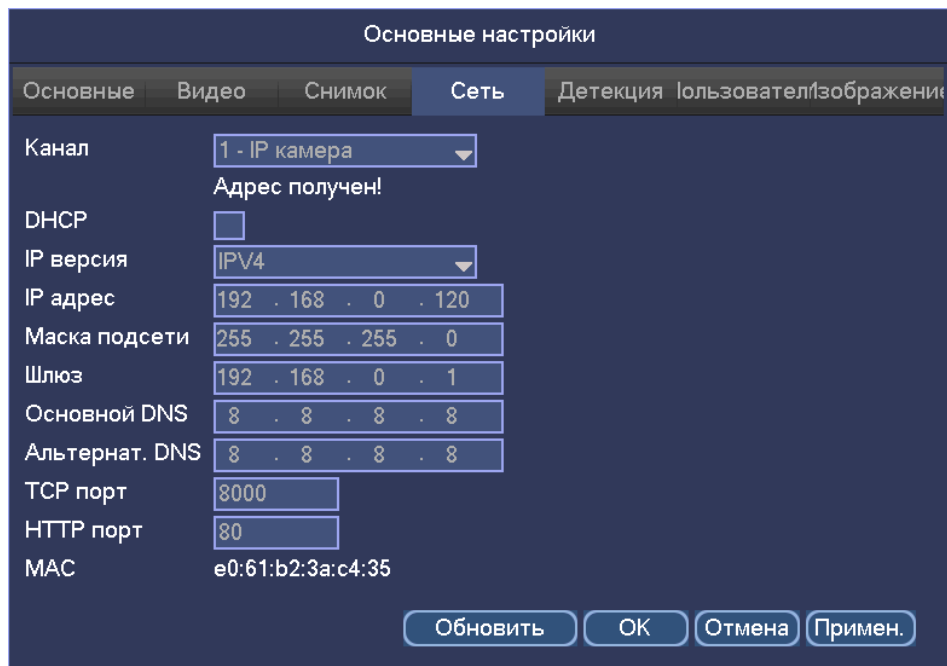 Основные настройки
Основные Видео Снимок Сеть Детекция
Канал 1 - IP камера
Адрес получен!
DHCP
IP версия IPV4
IP адрес 192 . 168 . 0 . 120
Маска подсети 255 . 255 . 255 . 0
Шлюз 192 . 168 . 0 . 1
Основной DNS 8 . 8 . 8 . 8
Альтернат. DNS 8 . 8 . 8 . 8
TCP порт 8000
HTTP порт 80
MAC e0:61:b2:3a:c4:35
Обновить OK Отмена Примен.